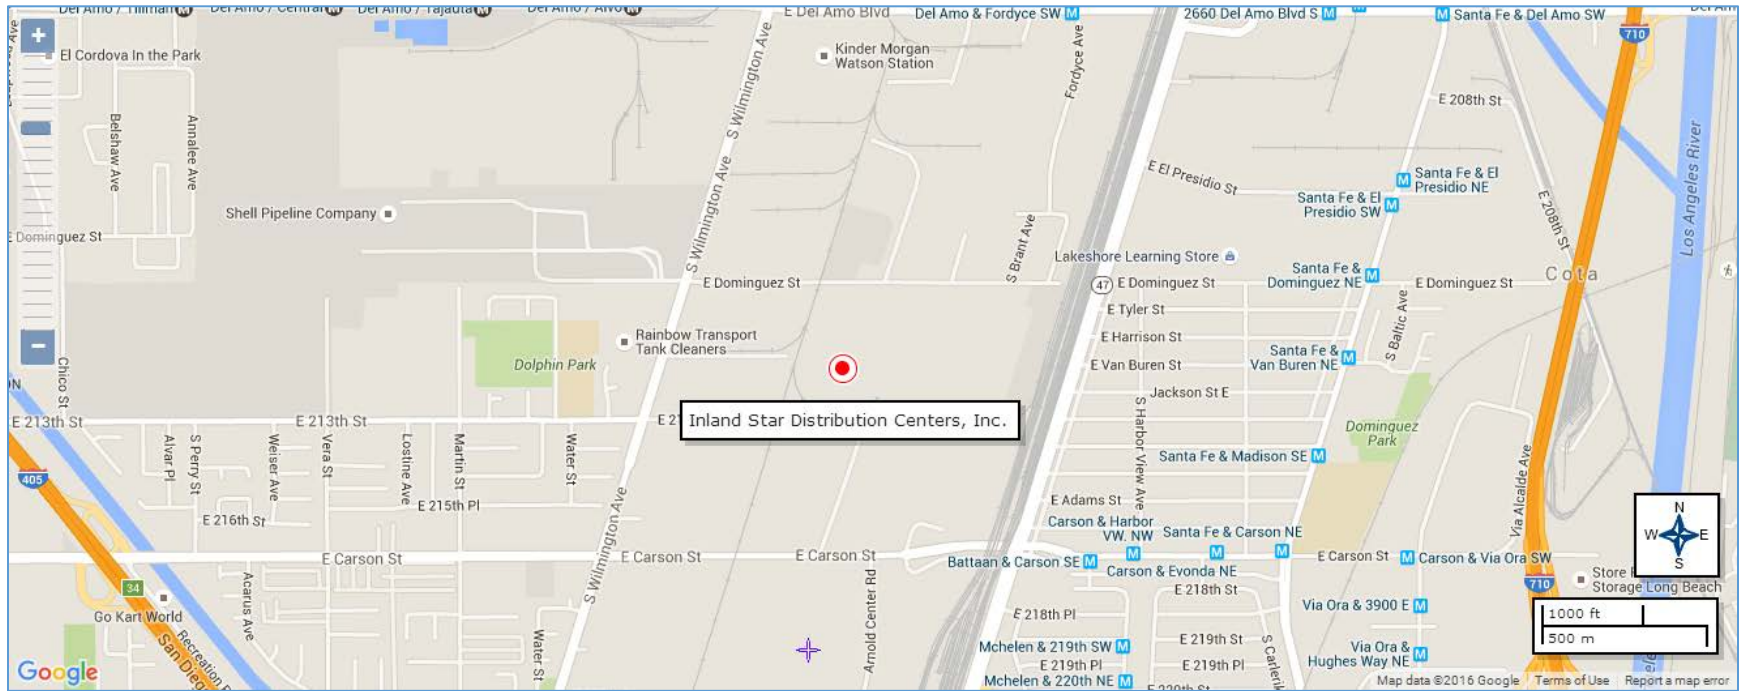 Del Amo / Tillman
Del Amo / Central
Del Amo / Tajauta
Del Amo / Alvo
E Del Amo Blvd
Del Amo & Fordyce SW
2660 Del Amo Blvd S
Santa Fe & Del Amo SW
710
El Cordova In the Park
Kinder Morgan
Watson Station
Fordyce Ave
E 208th St
S Wilmington Ave
Belshaw Ave
Annalee Ave
S Wilmington Ave
Los Angeles River
E El Presidio St
Santa Fe & El
Presidio NE
Santa Fe & El
Presidio SW
E 208th St
Shell Pipeline Company
E Dominguez St
S Wilmington Ave
S Brant Ave
Lakeshore Learning Store
Santa Fe &
Dominguez NE
Cota
E Dominguez St
47
E Dominguez St
E Dominguez St
E Tyler St
S Baltic Ave
Rainbow Transport
Tank Cleaners
E Harrison St
Santa Fe &
Van Buren NE
Dolphin Park
E Van Buren St
Chico St
Jackson St E
E 213th St
E 213th St
Inland Star Distribution Centers, Inc.
S Harbor View Ave
Dominguez
Park
Alvar Pl
S Perry St
Weiser Ave
Vera St
Lostine Ave
Martin St
Water St
Santa Fe & Madison SE
Via Alcalde Ave
405
E 215th Pl
E 216th St
S Wilmington Ave
E Adams St
Carson & Harbor
VW. NW
Santa Fe & Carson NE
N
W
E
S
E Carson St
E Carson St
E Carson St
Battaan & Carson SE
Carson & Evonda NE
E Carson St
Carson & Via Ora SW
710
34
Go Kart World
Acarus Ave
Water St
Arnold Center Rd
E 218th St
E 218th Pl
Via Ora & 3900 E
Storage Long Beach
1000 ft
500 m
Mchelen & 219th SW
E 219th St
E 219th Pl
E 219th Pl
Mchelen & 220th NE
Via Ora &
Hughes Way NE
Google
Map data ©2016 Google
Terms of Use
Report a map error